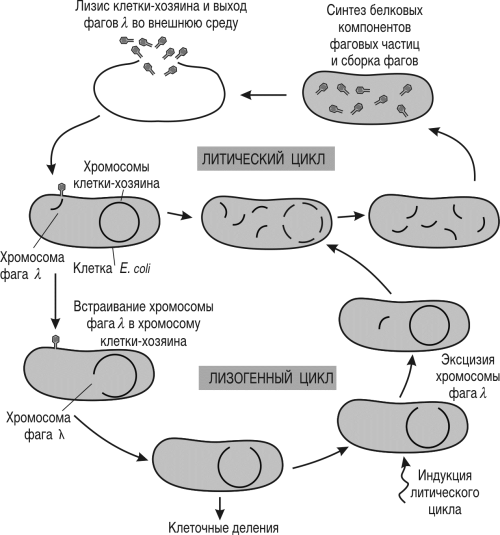 Лизис клетки-хозяина и выход
фагов λ во внешнюю среду
Синтез белковых
компонентов
фаговых частиц
и сборка фагов
ЛИТИЧЕСКИЙ ЦИКЛ
Хромосомы
клетки-хозяина
Хромосома
фага λ
Клетка E. coli
Встраивание хромосомы
фага λ в хромосому
клетки-хозяина
ЛИЗОГЕННЫЙ ЦИКЛ
Эксцизия
хромосомы
фага λ
Хромосома
фага λ
Индукция
литического
цикла
Клеточные деления